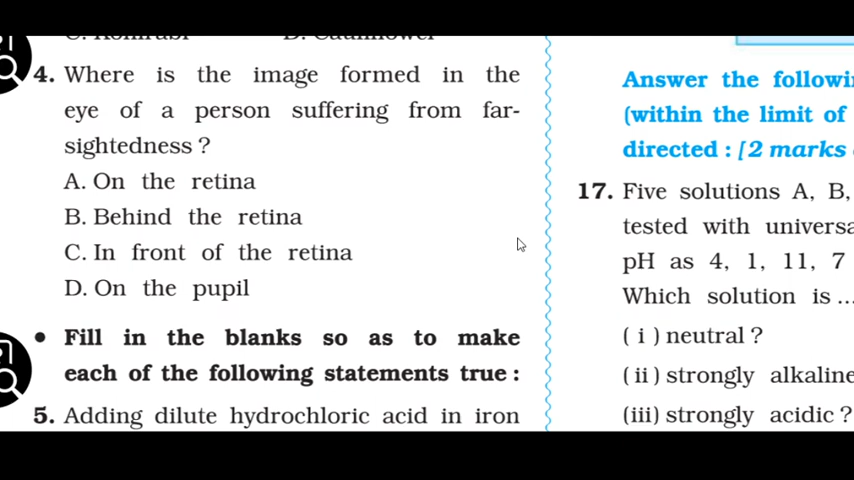 4. Where is the image formed in the
eye of a person suffering from far-
sightedness ?
A. On the retina
B. Behind the retina
C. In front of the retina
D. On the pupil
• Fill in the blanks so as to make
each of the following statements true :
5. Adding dilute hydrochloric acid in iron
Answer the followi
(within the limit of
directed : [2 marks
17. Five solutions A, B,
tested with universa
pH as 4, 1, 11, 7
Which solution is ...
( i ) neutral ?
( ii ) strongly alkaline
(iii) strongly acidic ?